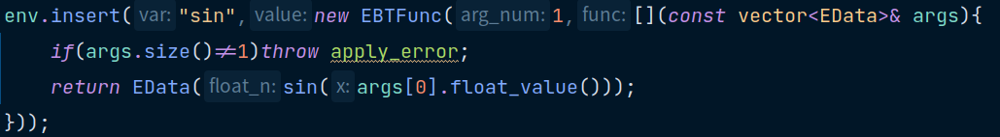 env.insert( var: "sin", value: new EBTFunc( arg_num: 1, func: [](const vector<EData>& args){
    if(args.size()≠1)throw apply_error;
    return EData( float_n: sin( x: args[0].float_value()));
}));